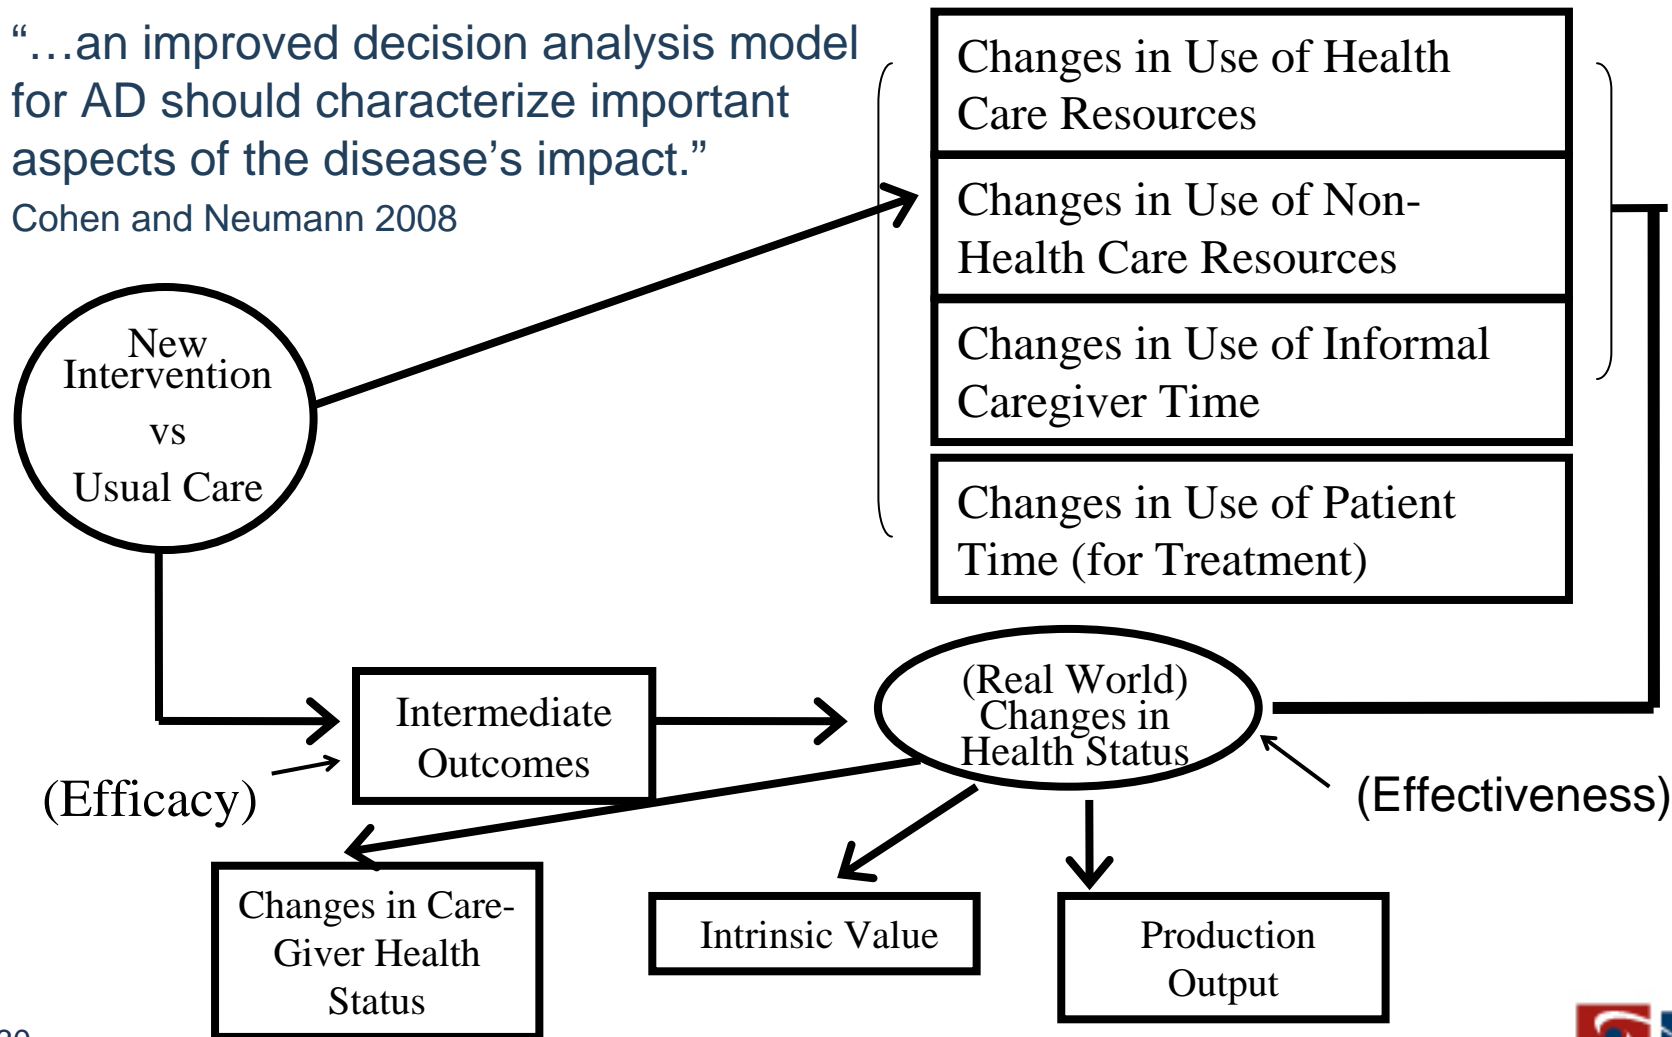 “…an improved decision analysis model
for AD should characterize important
aspects of the disease’s impact.”
Cohen and Neumann 2008
Changes in Use of Health
Care Resources
Changes in Use of Non-
Health Care Resources
Changes in Use of Informal
Caregiver Time
Changes in Use of Patient
Time (for Treatment)
New
Intervention
vs
Usual Care
Intermediate
Outcomes
(Real World)
Changes in
Health Status
(Efficacy)
(Effectiveness)
Changes in Care-
Giver Health
Status
Intrinsic Value
Production
Output